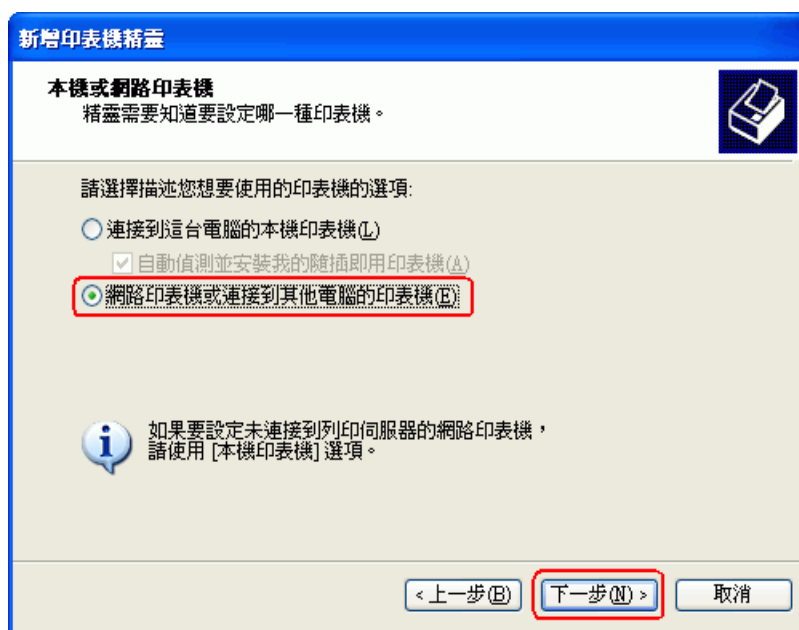 新增印表機精靈
本機或網路印表機
精靈需要知道要設定哪一種印表機。
請選擇描述您想要使用的印表機的選項:
連接到這台電腦的本機印表機(L)
自動偵測並安裝我的隨插即用印表機(A)
網路印表機或連接到其他電腦的印表機(E)
如果要設定未連接到列印伺服器的網路印表機，
請使用 [本機印表機] 選項。
< 上一步(B) 下一步(N) > 取消